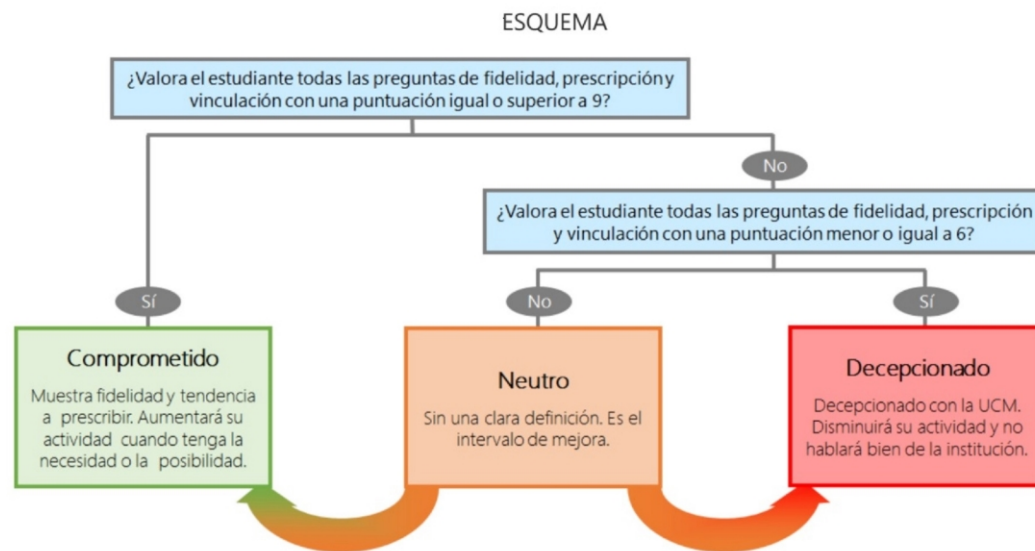 ESQUEMA
¿Valora el estudiante todas las preguntas de fidelidad, prescripción y
vinculación con una puntuación igual o superior a 9?
No
¿Valora el estudiante todas las preguntas de fidelidad, prescripción
y vinculación con una puntuación menor o igual a 6?
Sí
No
Sí
Comprometido
Muestra fidelidad y tendencia
a prescribir. Aumentará su
actividad cuando tenga la
necesidad o la posibilidad.
Neutro
Sin una clara definición. Es el
intervalo de mejora.
Decepcionado
Decepcionado con la UCM.
Disminuirá su actividad y no
hablará bien de la institución.